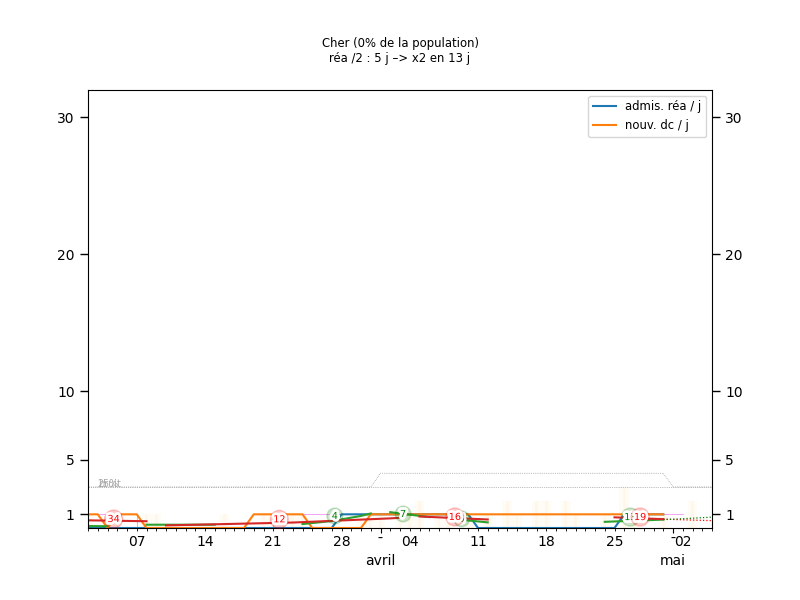 Cher (0% de la population)
réa /2 : 5 j –> x2 en 13 j
admis. réa / j
nouv. dc / j
30 30
20 20
10 10
5 5
1 1
34 12 4 7 16 19
07 14 21 28 - 04 11 18 25 - 02
avril mai